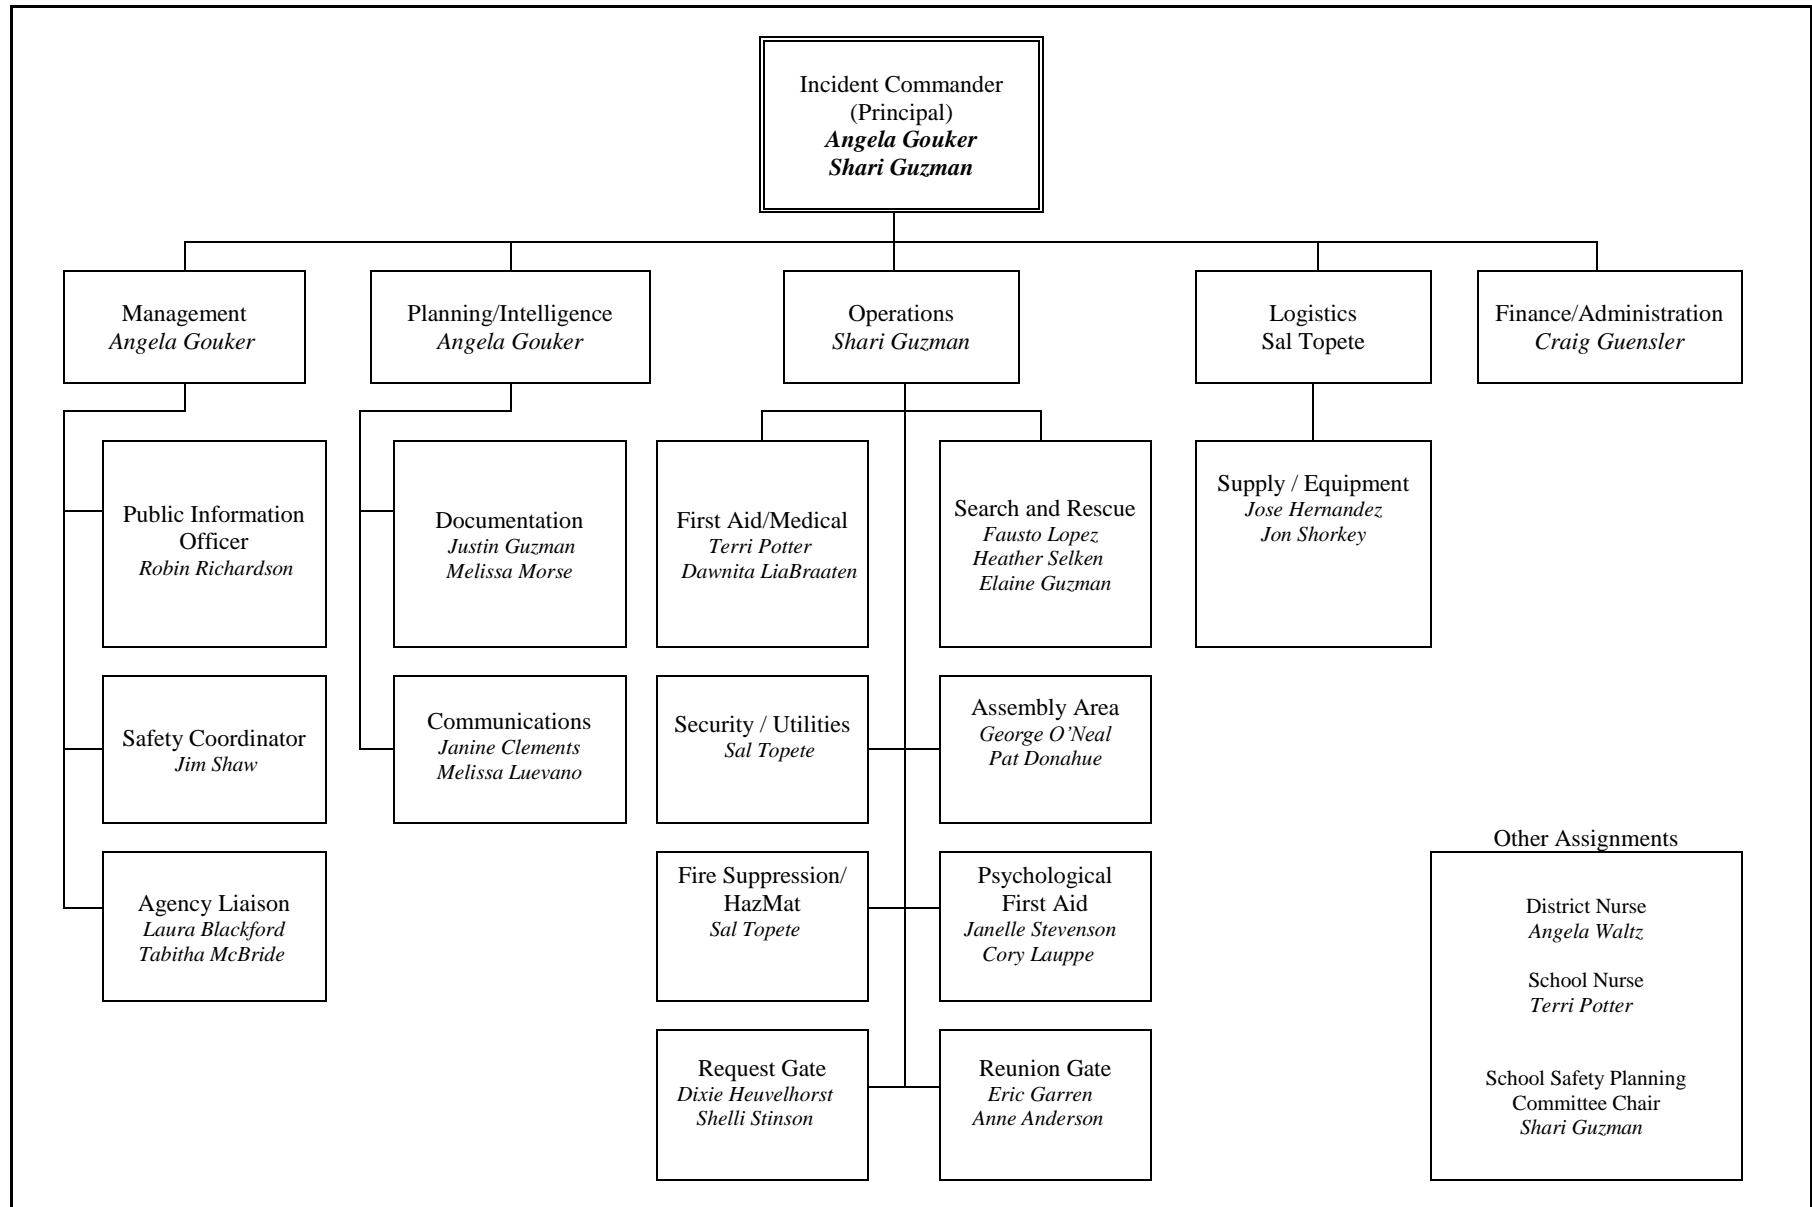 Incident Commander
(Principal)
Angela Gouker
Shari Guzman
Management
Angela Gouker
Planning/Intelligence
Angela Gouker
Operations
Shari Guzman
Logistics
Sal Topete
Finance/Administration
Craig Guensler
Public Information
Officer
Robin Richardson
Documentation
Justin Guzman
Melissa Morse
First Aid/Medical
Terri Potter
Dawnita LiaBraaten
Search and Rescue
Fausto Lopez
Heather Selken
Elaine Guzman
Supply / Equipment
Jose Hernandez
Jon Shorkey
Safety Coordinator
Jim Shaw
Communications
Janine Clements
Melissa Luevano
Security / Utilities
Sal Topete
Assembly Area
George O’Neal
Pat Donahue
Agency Liaison
Laura Blackford
Tabitha McBride
Fire Suppression/
HazMat
Sal Topete
Psychological
First Aid
Janelle Stevenson
Cory Lauppe
Request Gate
Dixie Heuvelhorst
Shelli Stinson
Reunion Gate
Eric Garren
Anne Anderson
Other Assignments
District Nurse
Angela Waltz
School Nurse
Terri Potter
School Safety Planning
Committee Chair
Shari Guzman